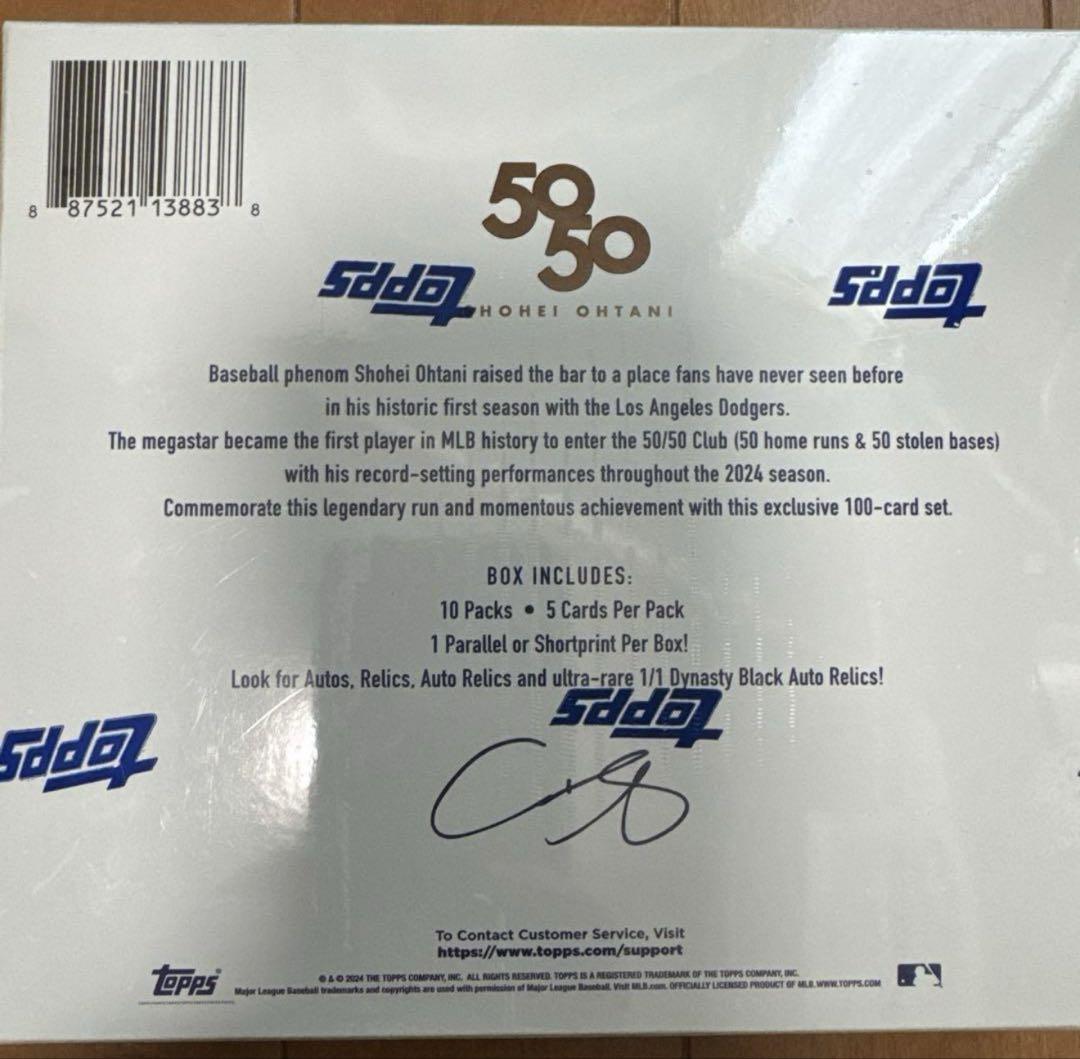 8 87521 13883 8
50
50
topps
HOHEI OHTANI
topps
Baseball phenom Shohei Ohtani raised the bar to a place fans have never seen before
in his historic first season with the Los Angeles Dodgers.
The megastar became the first player in MLB history to enter the 50/50 Club (50 home runs & 50 stolen bases)
with his record-setting performances throughout the 2024 season.
Commemorate this legendary run and momentous achievement with this exclusive 100-card set.
BOX INCLUDES:
10 Packs • 5 Cards Per Pack
1 Parallel or Shortprint Per Box!
Look for Autos, Relics, Auto Relics and ultra-rare 1/1 Dynasty Black Auto Relics!
topps
topps
To Contact Customer Service, Visit
https://www.topps.com/support
topps®
© & © 2024 THE TOPPS COMPANY, INC. ALL RIGHTS RESERVED. TOPPS IS A REGISTERED TRADEMARK OF THE TOPPS COMPANY, INC.
Major League Baseball trademarks and copyrights are used with permission of Major League Baseball. Visit MLB.com. OFFICIALLY LICENSED PRODUCT OF MLB. WWW.TOPPS.COM